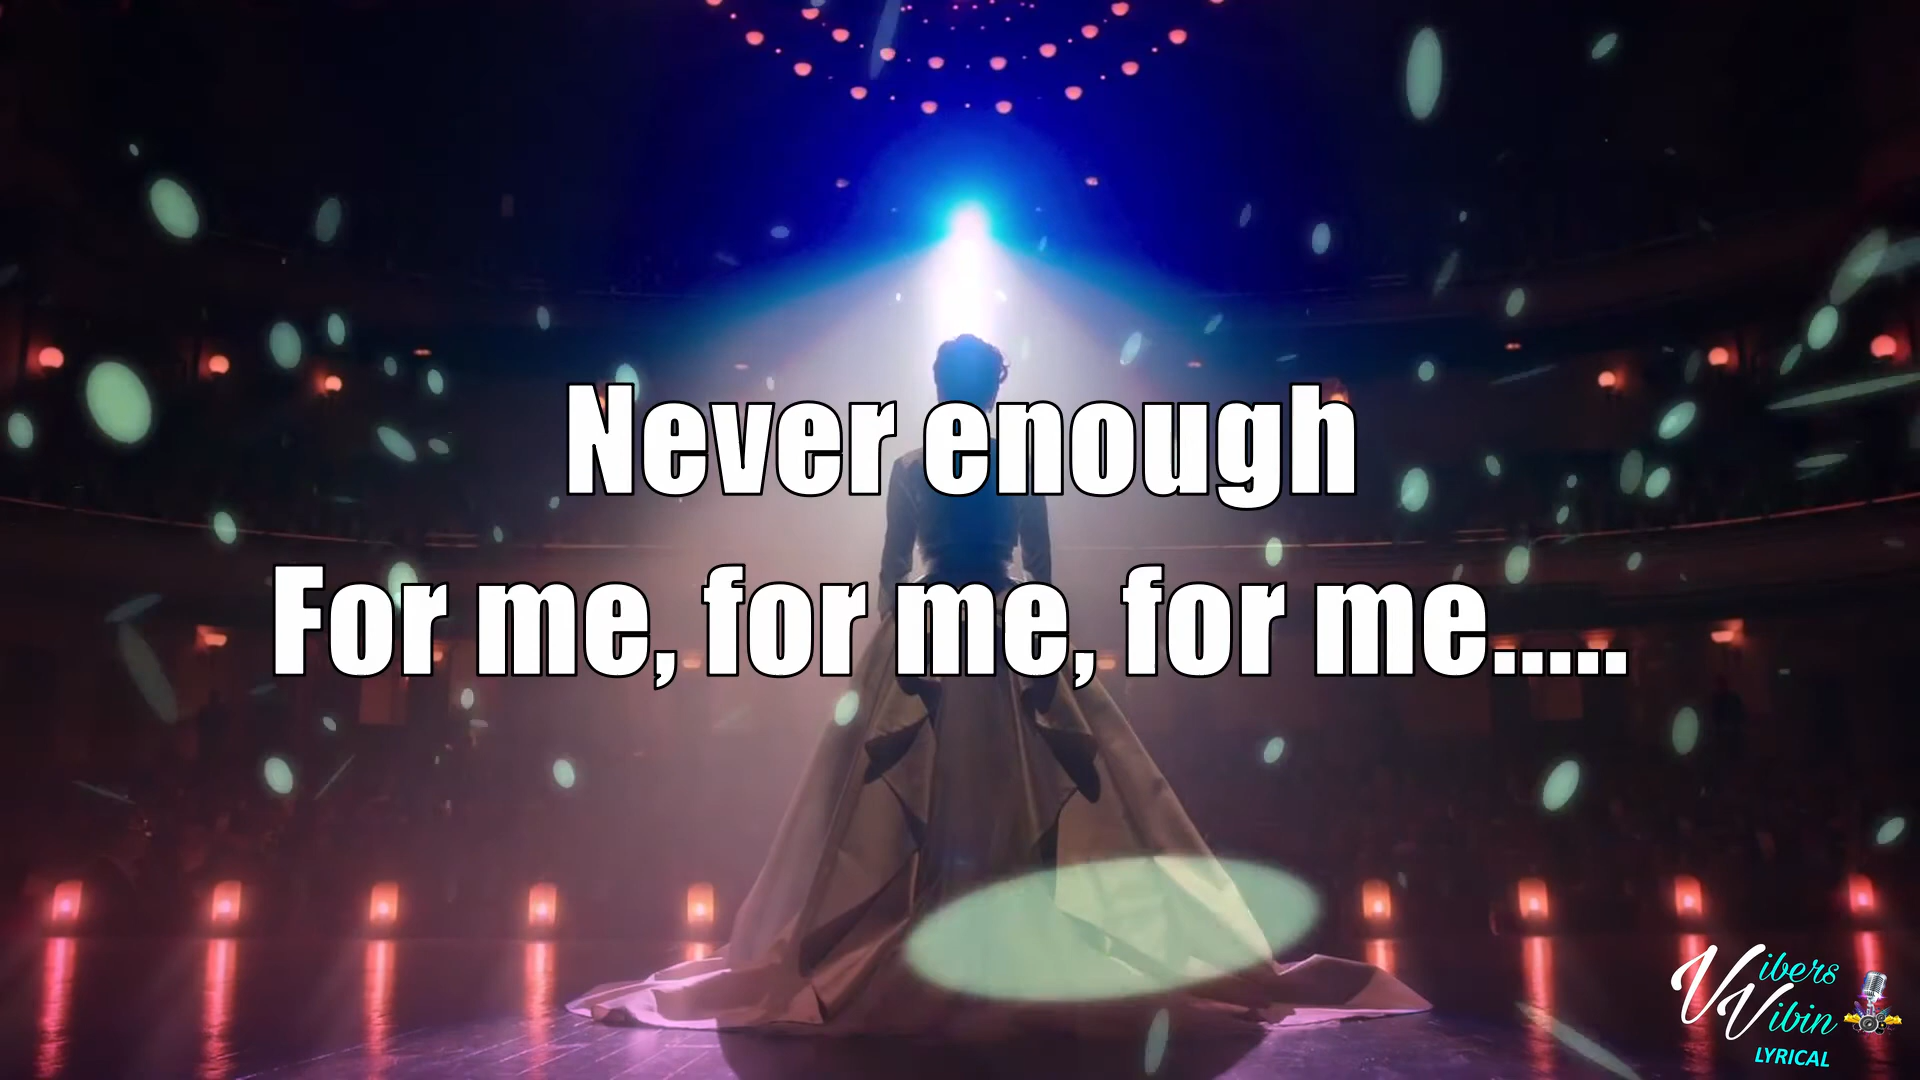 Never enough
For me, for me, for me.....
Vibers
Vibin
LYRICAL